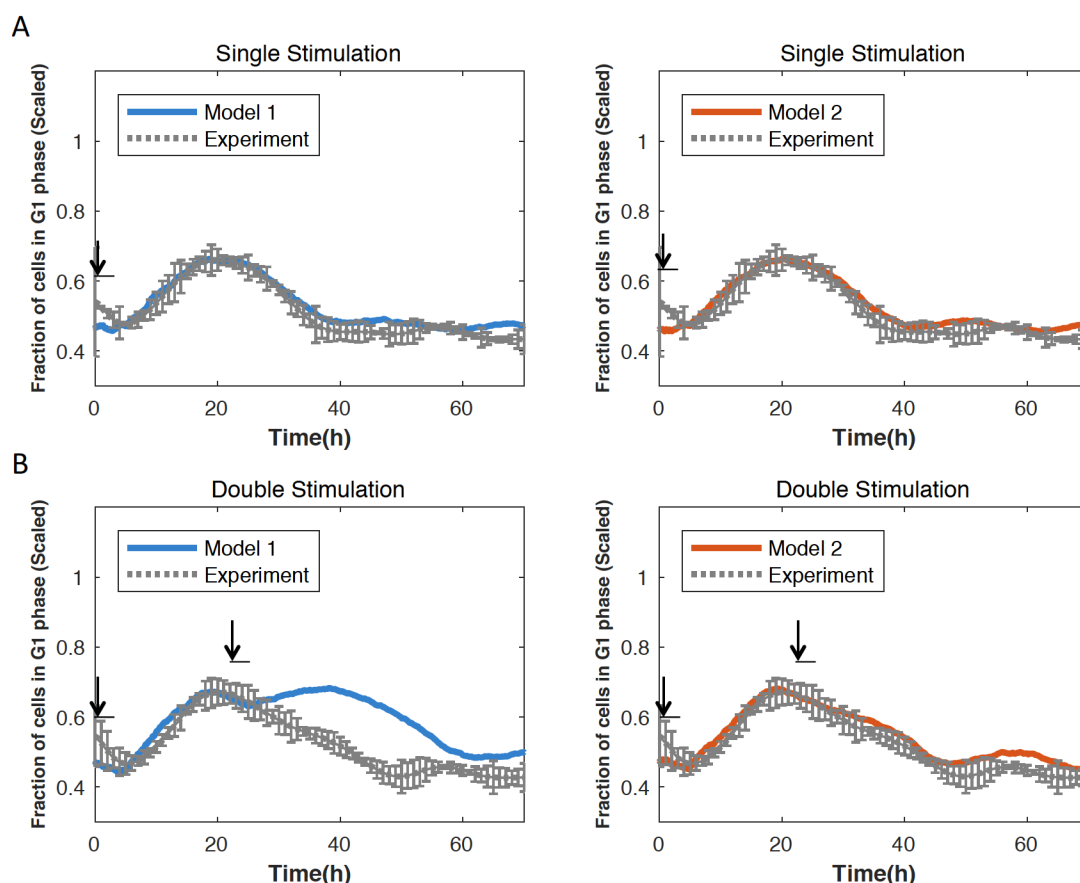 A
Single Stimulation
Fraction of cells in G1 phase (Scaled)
1
0.8
0.6
0.4
Model 1
Experiment
0
20
40
60
Time(h)
Single Stimulation
Fraction of cells in G1 phase (Scaled)
1
0.8
0.6
0.4
Model 2
Experiment
0
20
40
60
Time(h)
B
Double Stimulation
Fraction of cells in G1 phase (Scaled)
1
0.8
0.6
0.4
Model 1
Experiment
0
20
40
60
Time(h)
Double Stimulation
Fraction of cells in G1 phase (Scaled)
1
0.8
0.6
0.4
Model 2
Experiment
0
20
40
60
Time(h)